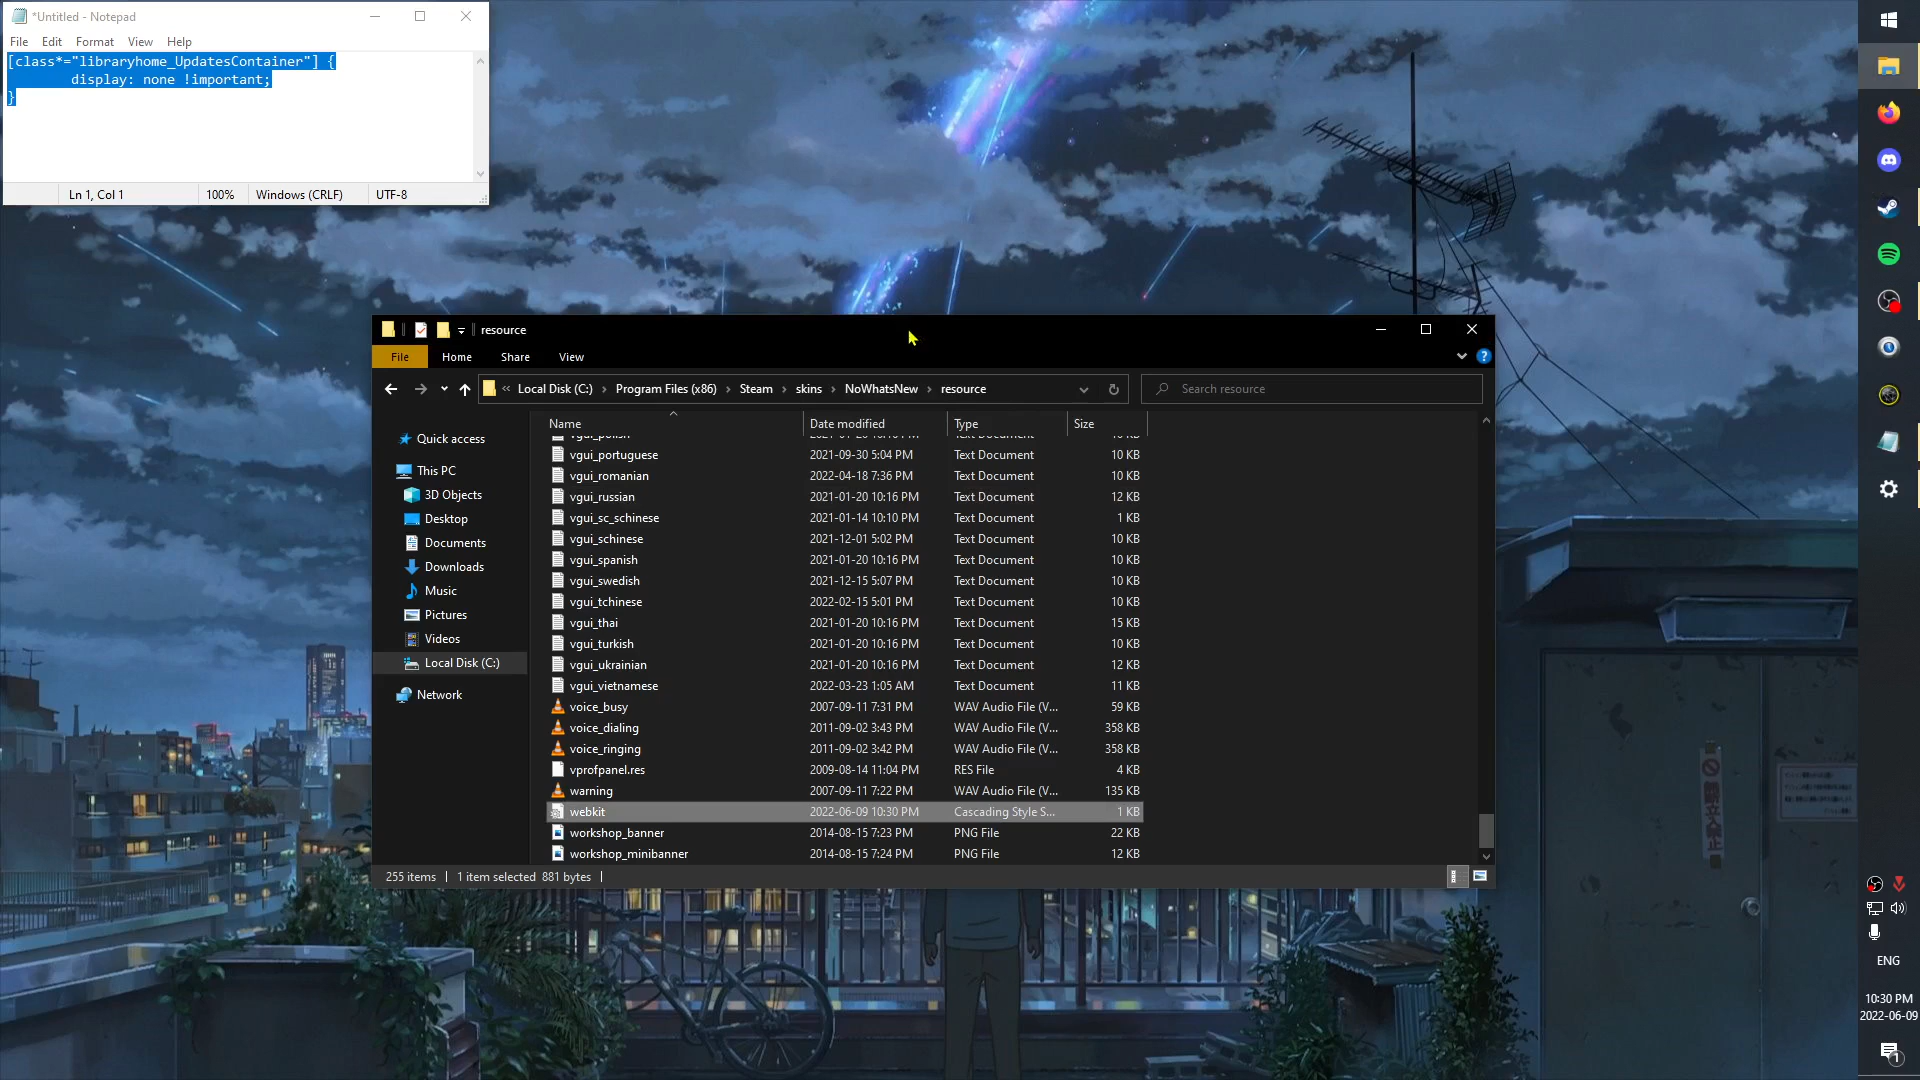 *Untitled - Notepad
File Edit Format View Help
[class*="libraryhome_UpdatesContainer"] {
display: none !important;
}
Ln 1, Col 1 100% Windows (CRLF) UTF-8
resource
File Home Share View
« Local Disk (C:) › Program Files (x86) › Steam › skins › NoWhatsNew › resource
Search resource
Quick access
This PC
3D Objects
Desktop
Documents
Downloads
Music
Pictures
Videos
Local Disk (C:)
Network
Name Date modified Type Size
vgui_portuguese 2021-09-30 5:04 PM Text Document 10 KB
vgui_romanian 2022-04-18 7:36 PM Text Document 10 KB
vgui_russian 2021-01-20 10:16 PM Text Document 12 KB
vgui_sc_schinese 2021-01-14 10:10 PM Text Document 1 KB
vgui_schinese 2021-12-01 5:02 PM Text Document 10 KB
vgui_spanish 2021-01-20 10:16 PM Text Document 10 KB
vgui_swedish 2021-12-15 5:07 PM Text Document 10 KB
vgui_tchinese 2022-02-15 5:01 PM Text Document 10 KB
vgui_thai 2021-01-20 10:16 PM Text Document 15 KB
vgui_turkish 2021-01-20 10:16 PM Text Document 10 KB
vgui_ukrainian 2021-01-20 10:16 PM Text Document 12 KB
vgui_vietnamese 2022-03-23 1:05 AM Text Document 11 KB
voice_busy 2007-09-11 7:31 PM WAV Audio File (V... 59 KB
voice_dialing 2011-09-02 3:43 PM WAV Audio File (V... 358 KB
voice_ringing 2011-09-02 3:42 PM WAV Audio File (V... 358 KB
vprofpanel.res 2009-08-14 11:04 PM RES File 4 KB
warning 2007-09-11 7:22 PM WAV Audio File (V... 135 KB
webkit 2022-06-09 10:30 PM Cascading Style S... 1 KB
workshop_banner 2014-08-15 7:23 PM PNG File 22 KB
workshop_minibanner 2014-08-15 7:24 PM PNG File 12 KB
255 items 1 item selected 881 bytes
ENG
10:30 PM
2022-06-09
1